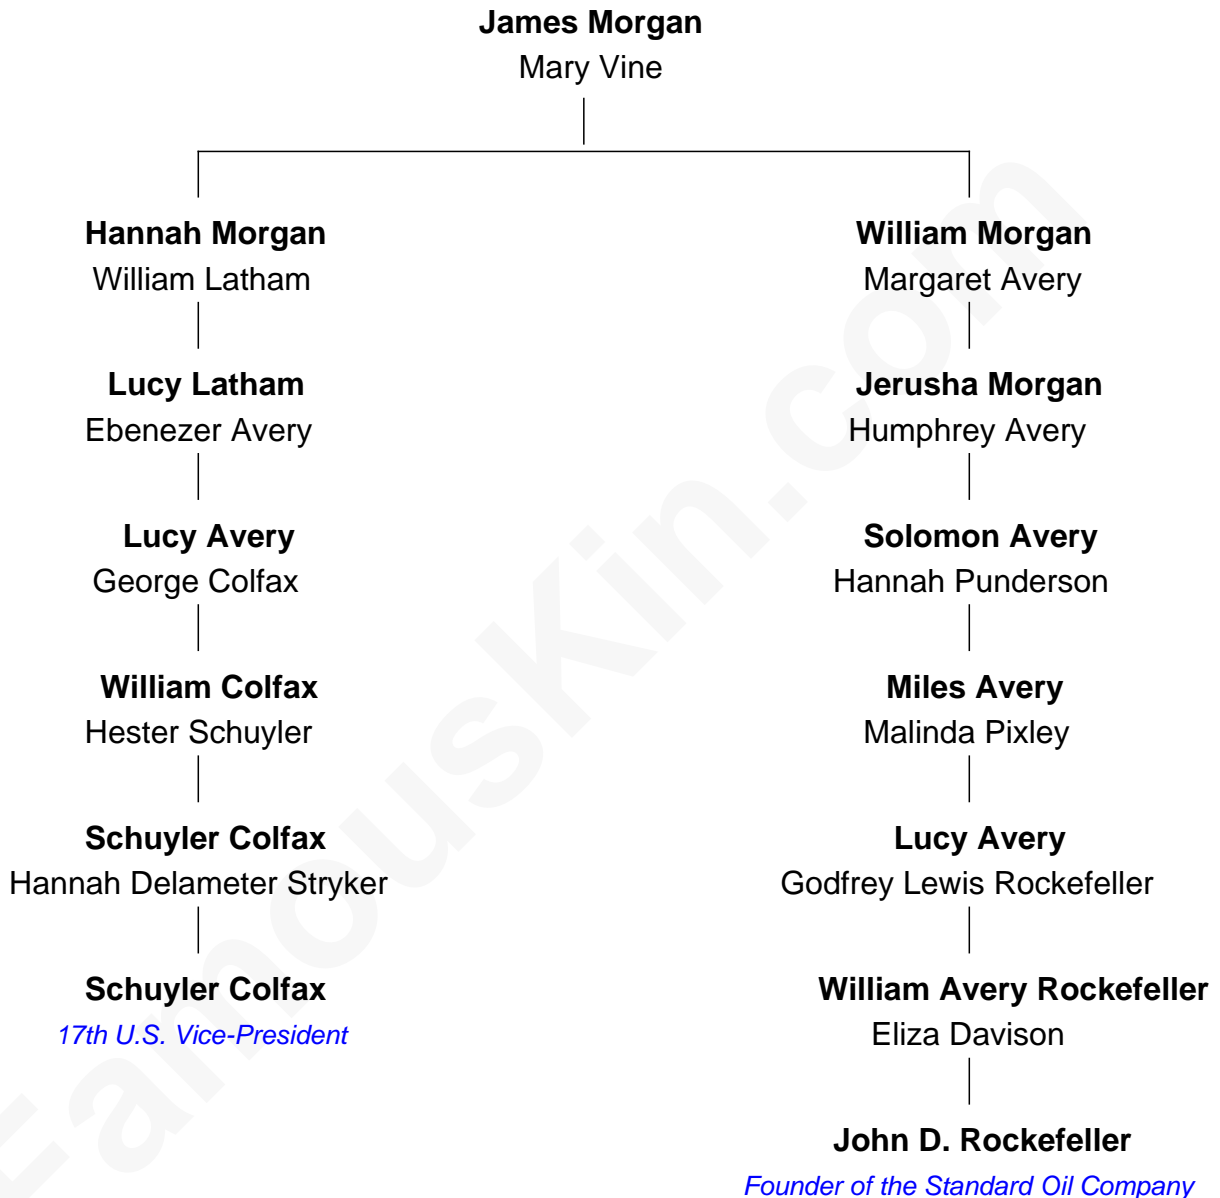 James Morgan
Mary Vine
Hannah Morgan
William Latham
William Morgan
Margaret Avery
Lucy Latham
Ebenezer Avery
Jerusha Morgan
Humphrey Avery
Lucy Avery
George Colfax
Solomon Avery
Hannah Punderson
William Colfax
Hester Schuyler
Miles Avery
Malinda Pixley
Schuyler Colfax
Hannah Delameter Stryker
Lucy Avery
Godfrey Lewis Rockefeller
Schuyler Colfax
17th U.S. Vice-President
William Avery Rockefeller
Eliza Davison
John D. Rockefeller
Founder of the Standard Oil Company
FamousKin.com